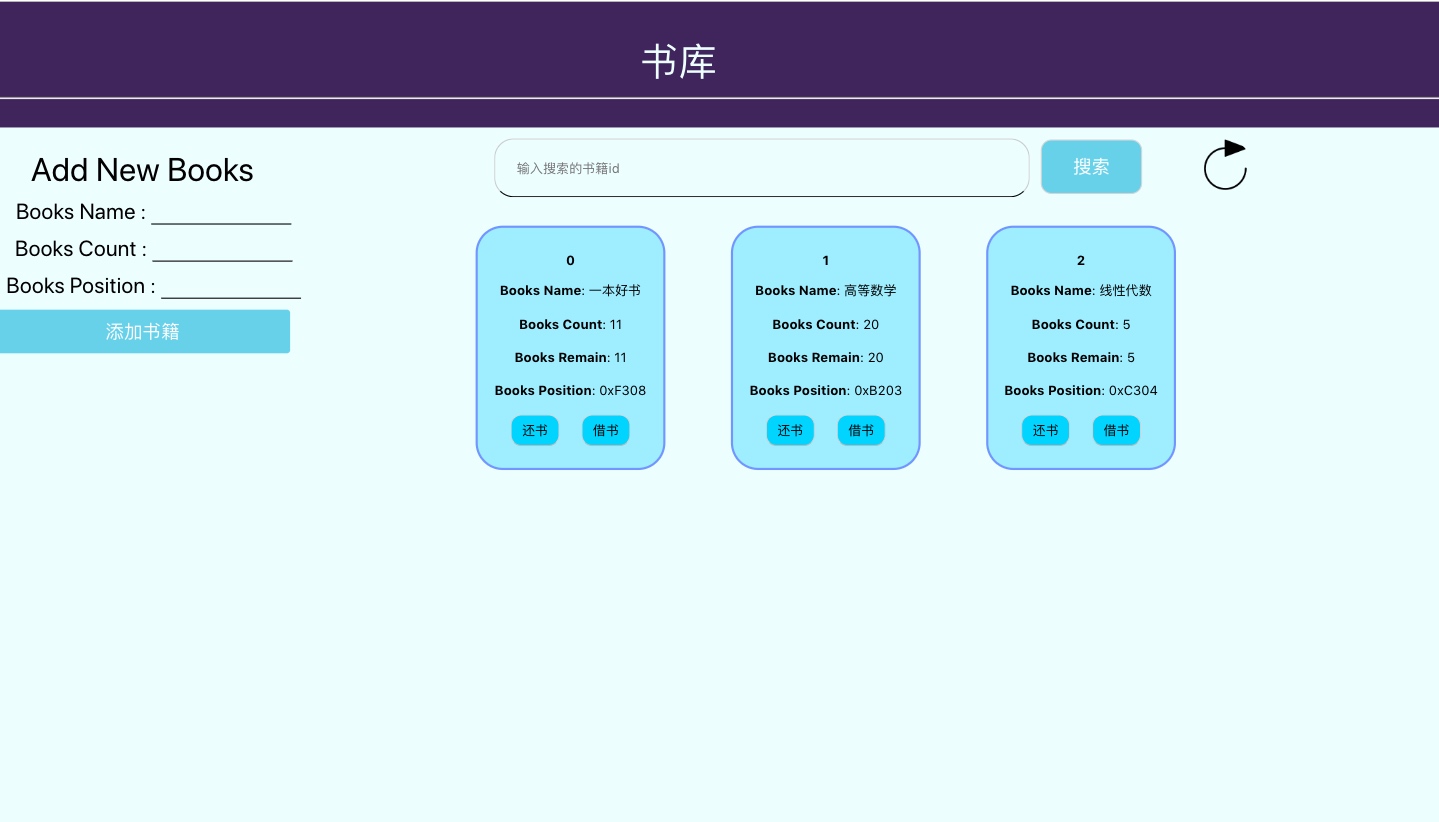 书库
Add New Books
Books Name :
Books Count :
Books Position :
添加书籍
输入搜索的书籍id
搜索
0
Books Name: 一本好书
Books Count: 11
Books Remain: 11
Books Position: 0xF308
还书 借书
1
Books Name: 高等数学
Books Count: 20
Books Remain: 20
Books Position: 0xB203
还书 借书
2
Books Name: 线性代数
Books Count: 5
Books Remain: 5
Books Position: 0xC304
还书 借书